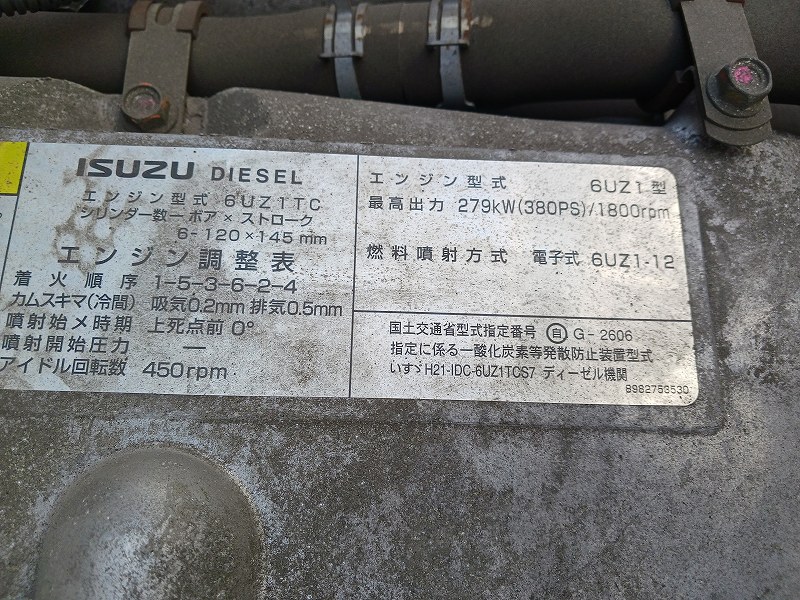 ISUZU DIESEL
エンジン型式 6UZ1TC
シリンダー数ーボア×ストローク
6-120×145mm
エンジン調整表
着火順序 1-5-3-6-2-4
カムスキマ(冷間) 吸気0.2mm 排気0.5mm
噴射始メ時期 上死点前 0°
噴射開始圧力 ―
アイドル回転数 450rpm
エンジン型式 6UZ1型
最高出力 279kW(380PS)/1800rpm
燃料噴射方式 電子式 6UZ1-12
国土交通省型式指定番号 ㊀自 G-2606
指定に係る一酸化炭素等発散防止装置型式
いすゞH21-IDC-6UZ1TCS7 ディーゼル機関
8982753530